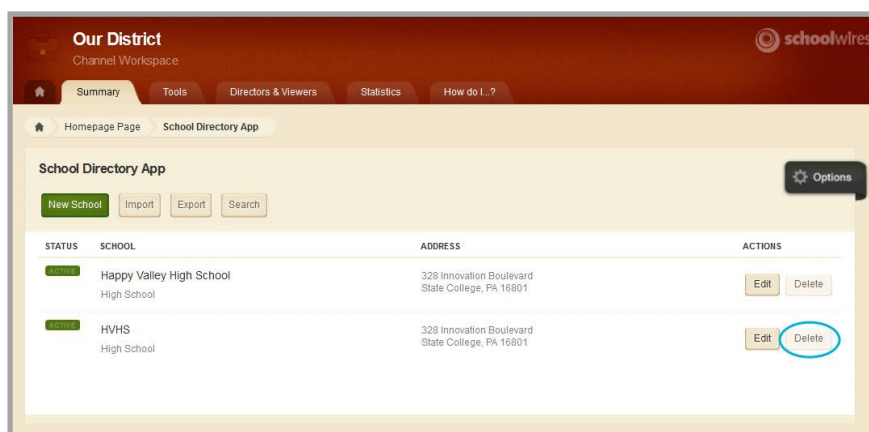 Our District
schoolwires
Channel Workspace
Summary Tools Directors & Viewers Statistics How do I...?
Homepage Page School Directory App
School Directory App
Options
New School Import Export Search
STATUS SCHOOL ADDRESS ACTIONS
ACTIVE Happy Valley High School 328 Innovation Boulevard Edit Delete
High School State College, PA 16801
ACTIVE HVHS 328 Innovation Boulevard Edit Delete
High School State College, PA 16801